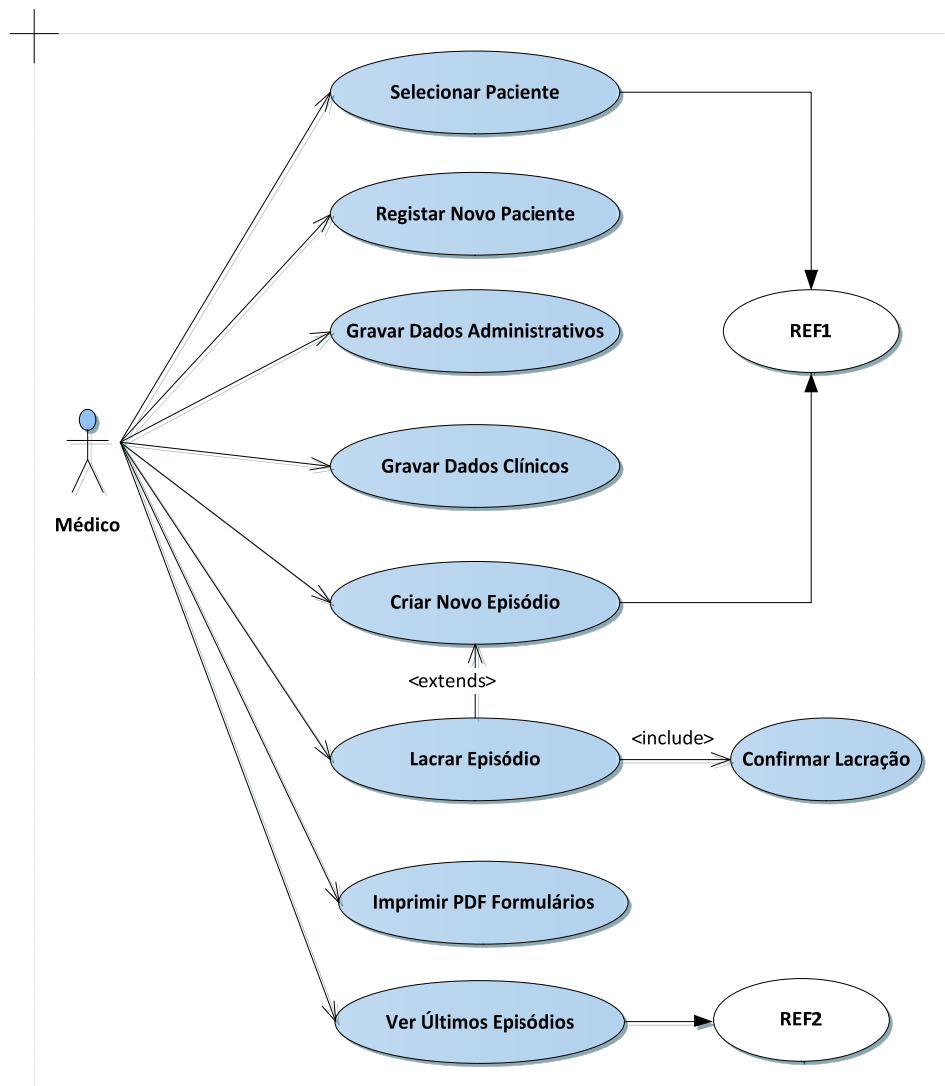 Selecionar Paciente
Registar Novo Paciente
Gravar Dados Administrativos
REF1
Gravar Dados Clínicos
Médico
Criar Novo Episódio
<extends>
Lacrar Episódio
<include>
Confirmar Lacração
Imprimir PDF Formulários
Ver Últimos Episódios
REF2